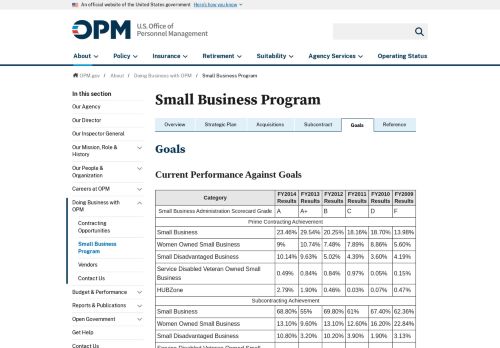 An official website of the United States government Here's how you know
OPM U.S. Office of
Personnel Management
About Policy Insurance Retirement Suitability Agency Services Operating Status
OPM.gov / About / Doing Business with OPM / Small Business Program
In this section
Our Agency
Our Director
Our Inspector General
Our Mission, Role &
History
Our People &
Organization
Careers at OPM
Doing Business with
OPM
Contracting
Opportunities
Small Business
Program
Vendors
Contact Us
Budget & Performance
Reports & Publications
Open Government
Get Help
Contact Us
Small Business Program
Overview Strategic Plan Acquisitions Subcontract Goals Reference
Goals
Current Performance Against Goals
Category FY2014 Results FY2013 Results FY2012 Results FY2011 Results FY2010 Results FY2009 Results
Small Business Administration Scorecard Grade A A+ B C D F
Prime Contracting Achievement
Small Business 23.46% 29.54% 20.25% 18.16% 18.70% 13.98%
Women Owned Small Business 9% 10.74% 7.48% 7.89% 8.86% 5.60%
Small Disadvantaged Business 10.14% 9.63% 5.02% 4.39% 3.60% 4.19%
Service Disabled Veteran Owned Small
Business 0.49% 0.84% 0.84% 0.97% 0.05% 0.15%
HUBZone 2.79% 1.90% 0.46% 0.03% 0.07% 0.47%
Subcontracting Achievement
Small Business 68.80% 55% 69.80% 61% 67.40% 62.36%
Women Owned Small Business 13.10% 9.60% 13.10% 12.60% 16.20% 22.84%
Small Disadvantaged Business 10.80% 3.20% 10.20% 3.90% 1.90% 3.13%